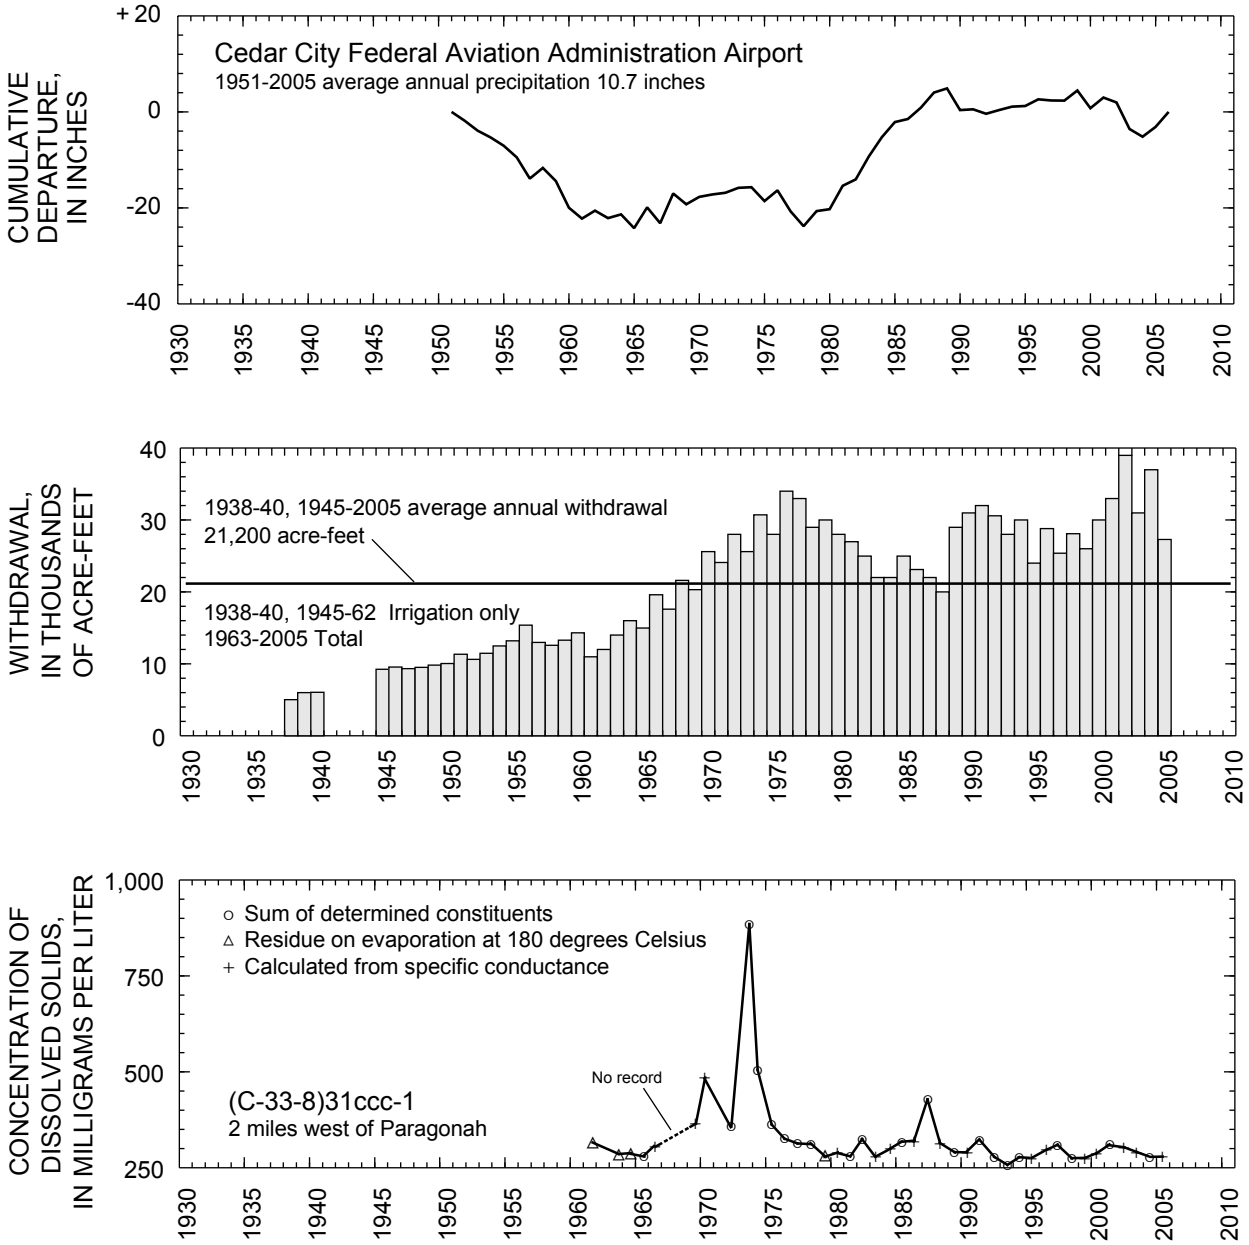 CUMULATIVE
DEPARTURE,
IN INCHES
+20
0
-20
-40
Cedar City Federal Aviation Administration Airport
1951-2005 average annual precipitation 10.7 inches
1930 1935 1940 1945 1950 1955 1960 1965 1970 1975 1980 1985 1990 1995 2000 2005 2010
WITHDRAWAL,
IN THOUSANDS
OF ACRE-FEET
40
30
20
10
0
1938-40, 1945-2005 average annual withdrawal
21,200 acre-feet
1938-40, 1945-62 Irrigation only
1963-2005 Total
1930 1935 1940 1945 1950 1955 1960 1965 1970 1975 1980 1985 1990 1995 2000 2005 2010
CONCENTRATION OF
DISSOLVED SOLIDS,
IN MILLIGRAMS PER LITER
1,000
750
500
250
Sum of determined constituents
Residue on evaporation at 180 degrees Celsius
Calculated from specific conductance
No record
(C-33-8)31ccc-1
2 miles west of Paragonah
1930 1935 1940 1945 1950 1955 1960 1965 1970 1975 1980 1985 1990 1995 2000 2005 2010